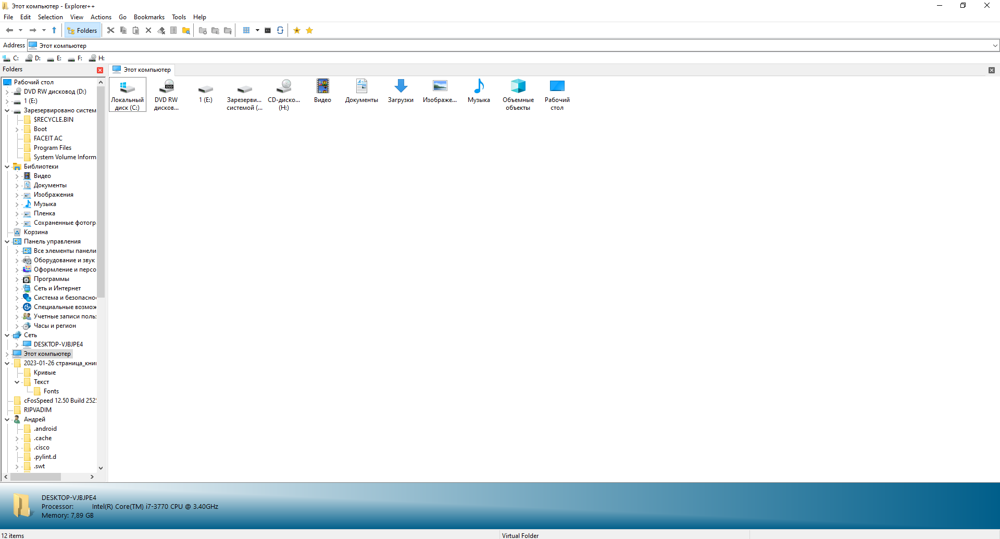 Этот компьютер - Explorer++
File Edit Selection View Actions Go Bookmarks Tools Help
Folders
Address Этот компьютер
C: D: E: F: H:
Folders
Этот компьютер
Рабочий стол
DVD RW дисковод (D:)
1 (E:)
Зарезервировано систем
$RECYCLE.BIN
Boot
FACEIT AC
Program Files
System Volume Inform
Библиотеки
Видео
Документы
Изображения
Музыка
Пленка
Сохраненные фотогр
Корзина
Панель управления
Все элементы панели
Оборудование и звук
Оформление и персо
Программы
Сеть и Интернет
Система и безопасно
Специальные возмож
Учетные записи поль
Часы и регион
Сеть
DESKTOP-VJBJPE4
Этот компьютер
2023-01-26 страница_кни
Кривые
Текст
Fonts
cFosSpeed 12.50 Build 252
RIPVADIM
Андрей
.android
.cache
.cisco
.pylint.d
.swt
Локальный диск (C:)
DVD RW дисков...
DVD
1 (E:)
Зарезерви... системой (...
CD-диско... (H:)
Видео
Документы
Загрузки
Изображе...
Музыка
Объемные объекты
Рабочий стол
DESKTOP-VJBJPE4
Processor: Intel(R) Core(TM) i7-3770 CPU @ 3.40GHz
Memory: 7,89 GB
12 items
Virtual Folder